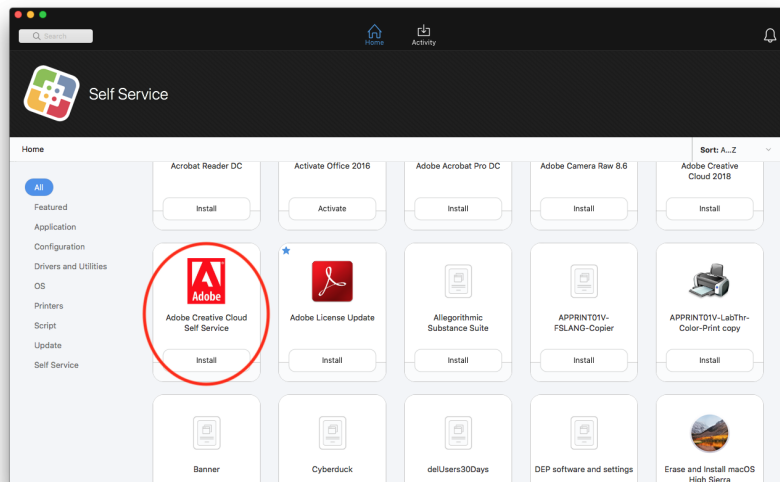 Search
Home
Activity
Self Service
Home
Sort: A...Z
All
Featured
Application
Configuration
Drivers and Utilities
OS
Printers
Script
Update
Self Service
Acrobat Reader DC
Install
Activate Office 2016
Activate
Adobe Acrobat Pro DC
Install
Adobe Camera Raw 8.6
Install
Adobe Creative
Cloud 2018
Install
Adobe
Adobe Creative Cloud
Self Service
Install
Adobe License Update
Install
Allegorithmic
Substance Suite
Install
APPRINT01V-
FSLANG-Copier
Install
APPRINT01V-LabThr-
Color-Print copy
Install
Banner
Cyberduck
delUsers30Days
DEP software and settings
Erase and Install macOS
High Sierra